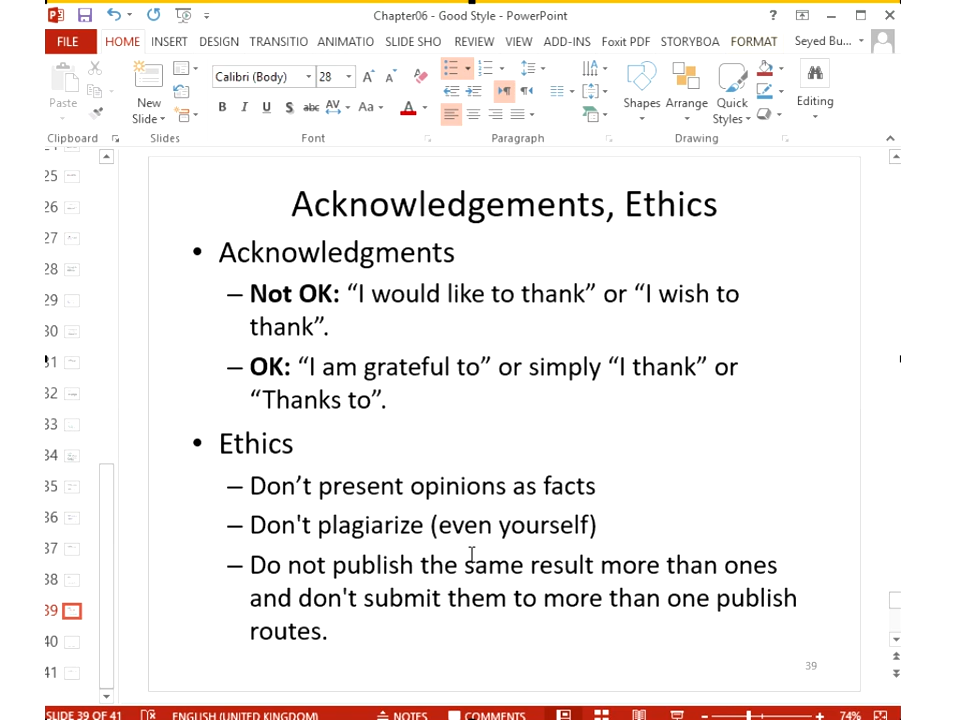 Chapter06 - Good Style - PowerPoint
?
FILE HOME INSERT DESIGN TRANSITIO ANIMATIO SLIDE SHO REVIEW VIEW ADD-INS Foxit PDF STORYBOA FORMAT Seyed Bu...
Calibri (Body) 28
Paste
New
Slide
B I U S abc AV Aa A
Shapes Arrange Quick
Styles
Editing
Clipboard Slides Font Paragraph Drawing
25
26
27
28
29
30
31
32
33
34
35
36
37
38
39
40
41
Acknowledgements, Ethics
• Acknowledgments
– Not OK: “I would like to thank” or “I wish to
thank”.
– OK: “I am grateful to” or simply “I thank” or
“Thanks to”.
• Ethics
– Don’t present opinions as facts
– Don't plagiarize (even yourself)
– Do not publish the same result more than ones
and don't submit them to more than one publish
routes.
39
SLIDE 39 OF 41 ENGLISH (UNITED KINGDOM) NOTES COMMENTS 74%